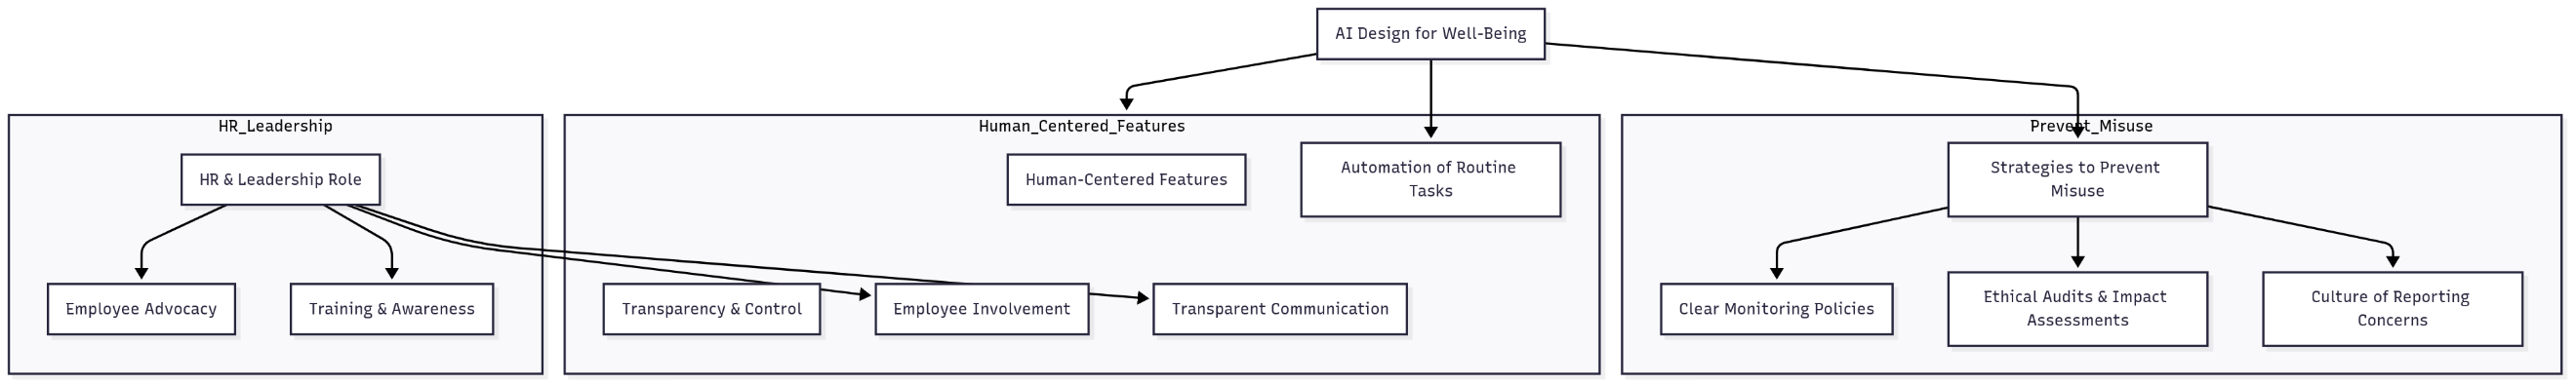 AI Design for Well-Being
HR_Leadership
Human_Centered_Features
Prevent_Misuse
HR & Leadership Role
Human-Centered Features
Automation of Routine
Tasks
Strategies to Prevent
Misuse
Employee Advocacy
Training & Awareness
Transparency & Control
Employee Involvement
Transparent Communication
Clear Monitoring Policies
Ethical Audits & Impact
Assessments
Culture of Reporting
Concerns